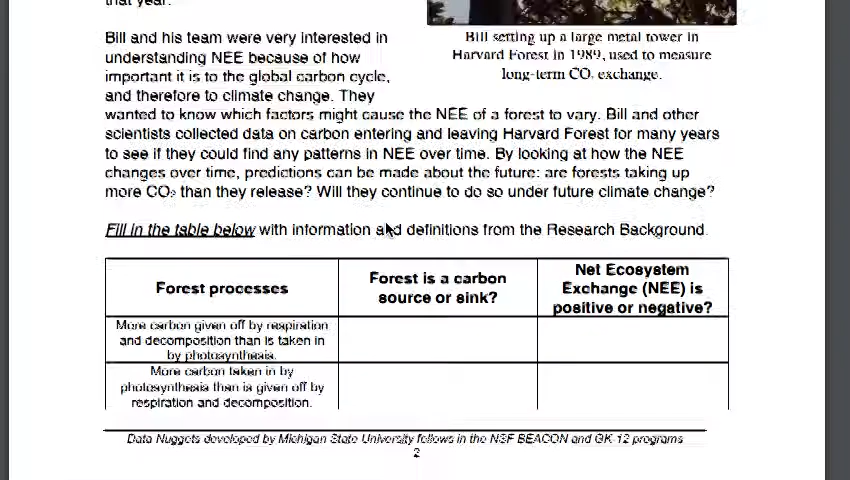 that year.
Bill and his team were very interested in
understanding NEE because of how
important it is to the global carbon cycle,
and therefore to climate change. They
Bill setting up a large metal tower in
Harvard Forest in 1989, used to measure
long-term CO₂ exchange.
wanted to know which factors might cause the NEE of a forest to vary. Bill and other
scientists collected data on carbon entering and leaving Harvard Forest for many years
to see if they could find any patterns in NEE over time. By looking at how the NEE
changes over time, predictions can be made about the future: are forests taking up
more CO₂ than they release? Will they continue to do so under future climate change?
Fill in the table below with information and definitions from the Research Background.
Forest processes
Forest is a carbon
source or sink?
Net Ecosystem
Exchange (NEE) is
positive or negative?
More carbon given off by respiration
and decomposition than is taken in
by photosynthesis.
More carbon taken in by
photosynthesis than is given off by
respiration and decomposition.
Data Nuggets developed by Michigan State University fellows in the NSF BEACON and GK-12 programs
2